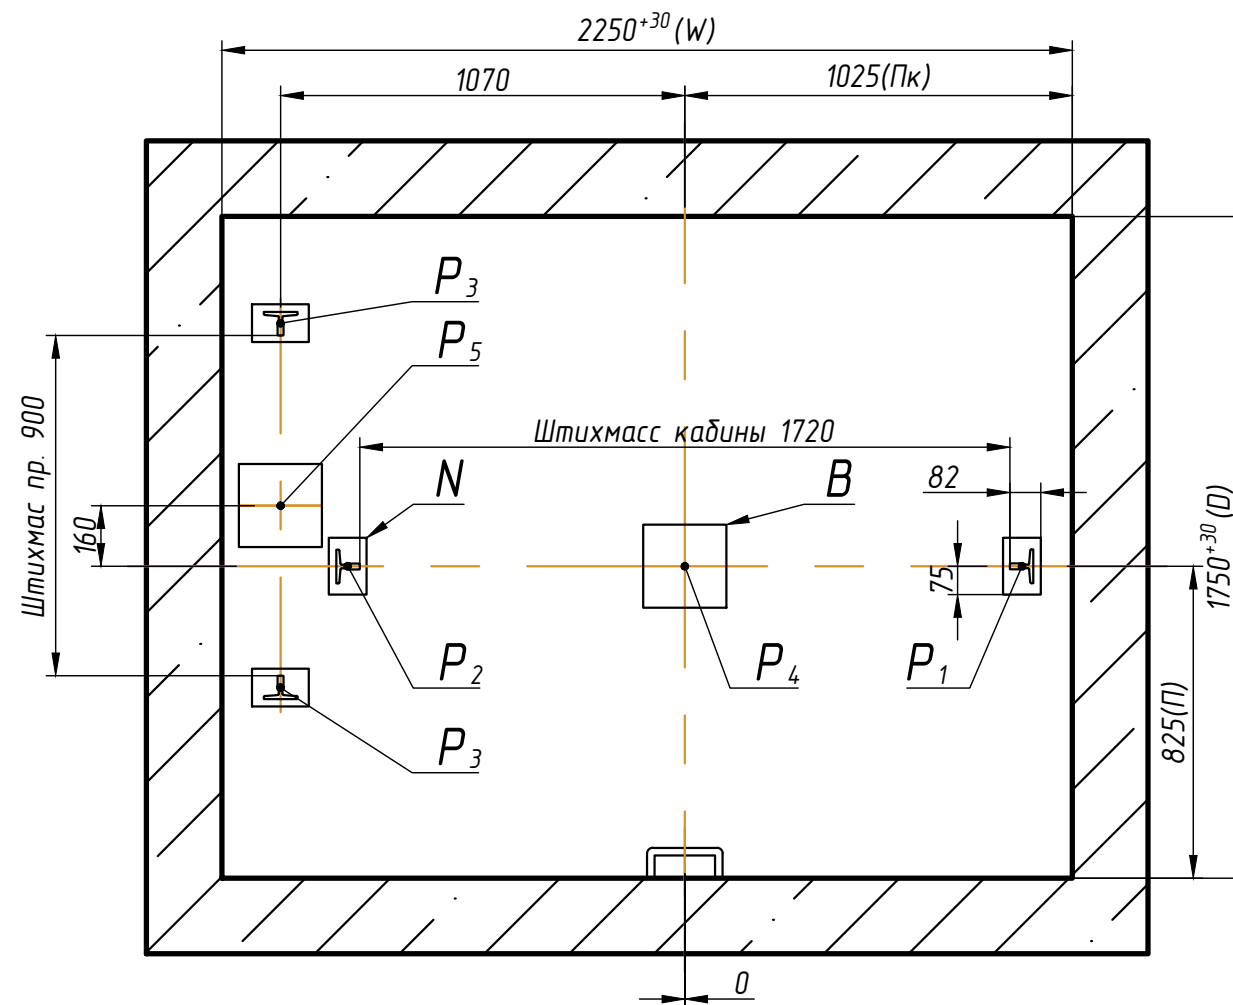 2250+30(W)
1070
1025(Пк)
P3
P5
Штихмасс кабины 1720
N
B
82
Штихмас пр. 900
160
75
1750+30(D)
P2
P4
P1
825(П)
P3
0